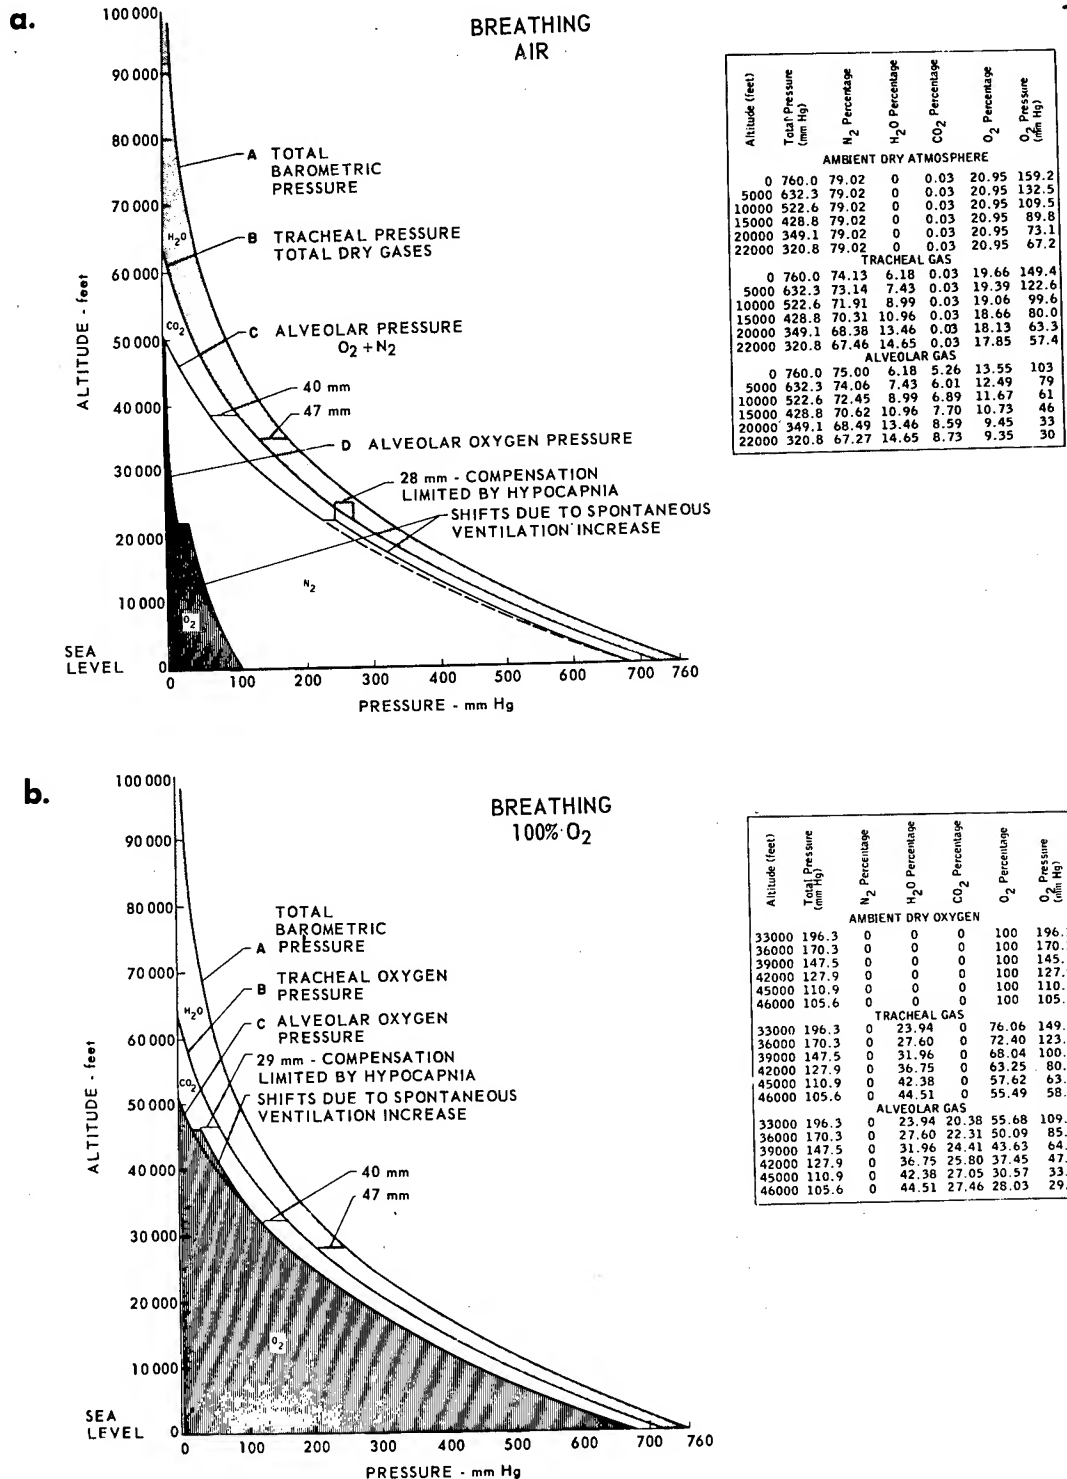 a.
BREATHING
AIR
100 000
90 000
80 000
70 000
60 000
50 000
40 000
30 000
20 000
10 000
0
SEA
LEVEL
ALTITUDE - feet
A TOTAL
BAROMETRIC
PRESSURE
H2O
B TRACHEAL PRESSURE
TOTAL DRY GASES
CO2
C ALVEOLAR PRESSURE
O2 + N2
40 mm
47 mm
D ALVEOLAR OXYGEN PRESSURE
28 mm - COMPENSATION
LIMITED BY HYPOCAPNIA
SHIFTS DUE TO SPONTANEOUS
VENTILATION INCREASE
N2
O2
0 100 200 300 400 500 600 700 760
PRESSURE - mm Hg
Altitude (feet) Total Pressure (mm Hg) N2 Percentage H2O Percentage CO2 Percentage O2 Percentage O2 Pressure (mm Hg)
AMBIENT DRY ATMOSPHERE
0 760.0 79.02 0 0.03 20.95 159.2
5000 632.3 79.02 0 0.03 20.95 132.5
10000 522.6 79.02 0 0.03 20.95 109.5
15000 428.8 79.02 0 0.03 20.95 89.8
20000 349.1 79.02 0 0.03 20.95 73.1
22000 320.8 79.02 0 0.03 20.95 67.2
TRACHEAL GAS
0 760.0 74.13 6.18 0.03 19.66 149.4
5000 632.3 73.14 7.43 0.03 19.39 122.6
10000 522.6 71.91 8.99 0.03 19.06 99.6
15000 428.8 70.31 10.96 0.03 18.66 80.0
20000 349.1 68.38 13.46 0.03 18.13 63.3
22000 320.8 67.46 14.65 0.03 17.85 57.4
ALVEOLAR GAS
0 760.0 75.00 6.18 5.26 13.55 103
5000 632.3 74.06 7.43 6.01 12.49 79
10000 522.6 72.45 8.99 6.89 11.67 61
15000 428.8 70.62 10.96 7.70 10.73 46
20000 349.1 68.49 13.46 8.59 9.45 33
22000 320.8 67.27 14.65 8.73 9.35 30
b.
BREATHING
100% O2
100 000
90 000
80 000
70 000
60 000
50 000
40 000
30 000
20 000
10 000
0
SEA
LEVEL
ALTITUDE - feet
TOTAL
BAROMETRIC
A PRESSURE
B TRACHEAL OXYGEN
PRESSURE
H2O
C ALVEOLAR OXYGEN
PRESSURE
29 mm - COMPENSATION
LIMITED BY HYPOCAPNIA
CO2
SHIFTS DUE TO SPONTANEOUS
VENTILATION INCREASE
40 mm
47 mm
O2
0 100 200 300 400 500 600 700 760
PRESSURE - mm Hg
Altitude (feet) Total Pressure (mm Hg) N2 Percentage H2O Percentage CO2 Percentage O2 Percentage O2 Pressure (mm Hg)
AMBIENT DRY OXYGEN
33000 196.3 0 0 0 100 196.
36000 170.3 0 0 0 100 170.
39000 147.5 0 0 0 100 145.
42000 127.9 0 0 0 100 127.
45000 110.9 0 0 0 100 110.
46000 105.6 0 0 0 100 105.
TRACHEAL GAS
33000 196.3 0 23.94 0 76.06 149.
36000 170.3 0 27.60 0 72.40 123.
39000 147.5 0 31.96 0 68.04 100.
42000 127.9 0 36.75 0 63.25 80.
45000 110.9 0 42.38 0 57.62 63.
46000 105.6 0 44.51 0 55.49 58.
ALVEOLAR GAS
33000 196.3 0 23.94 20.38 55.68 109.
36000 170.3 0 27.60 22.31 50.09 85.
39000 147.5 0 31.96 24.41 43.63 64.
42000 127.9 0 36.75 25.80 37.45 47.
45000 110.9 0 42.38 27.05 30.57 33.
46000 105.6 0 44.51 27.46 28.03 29.